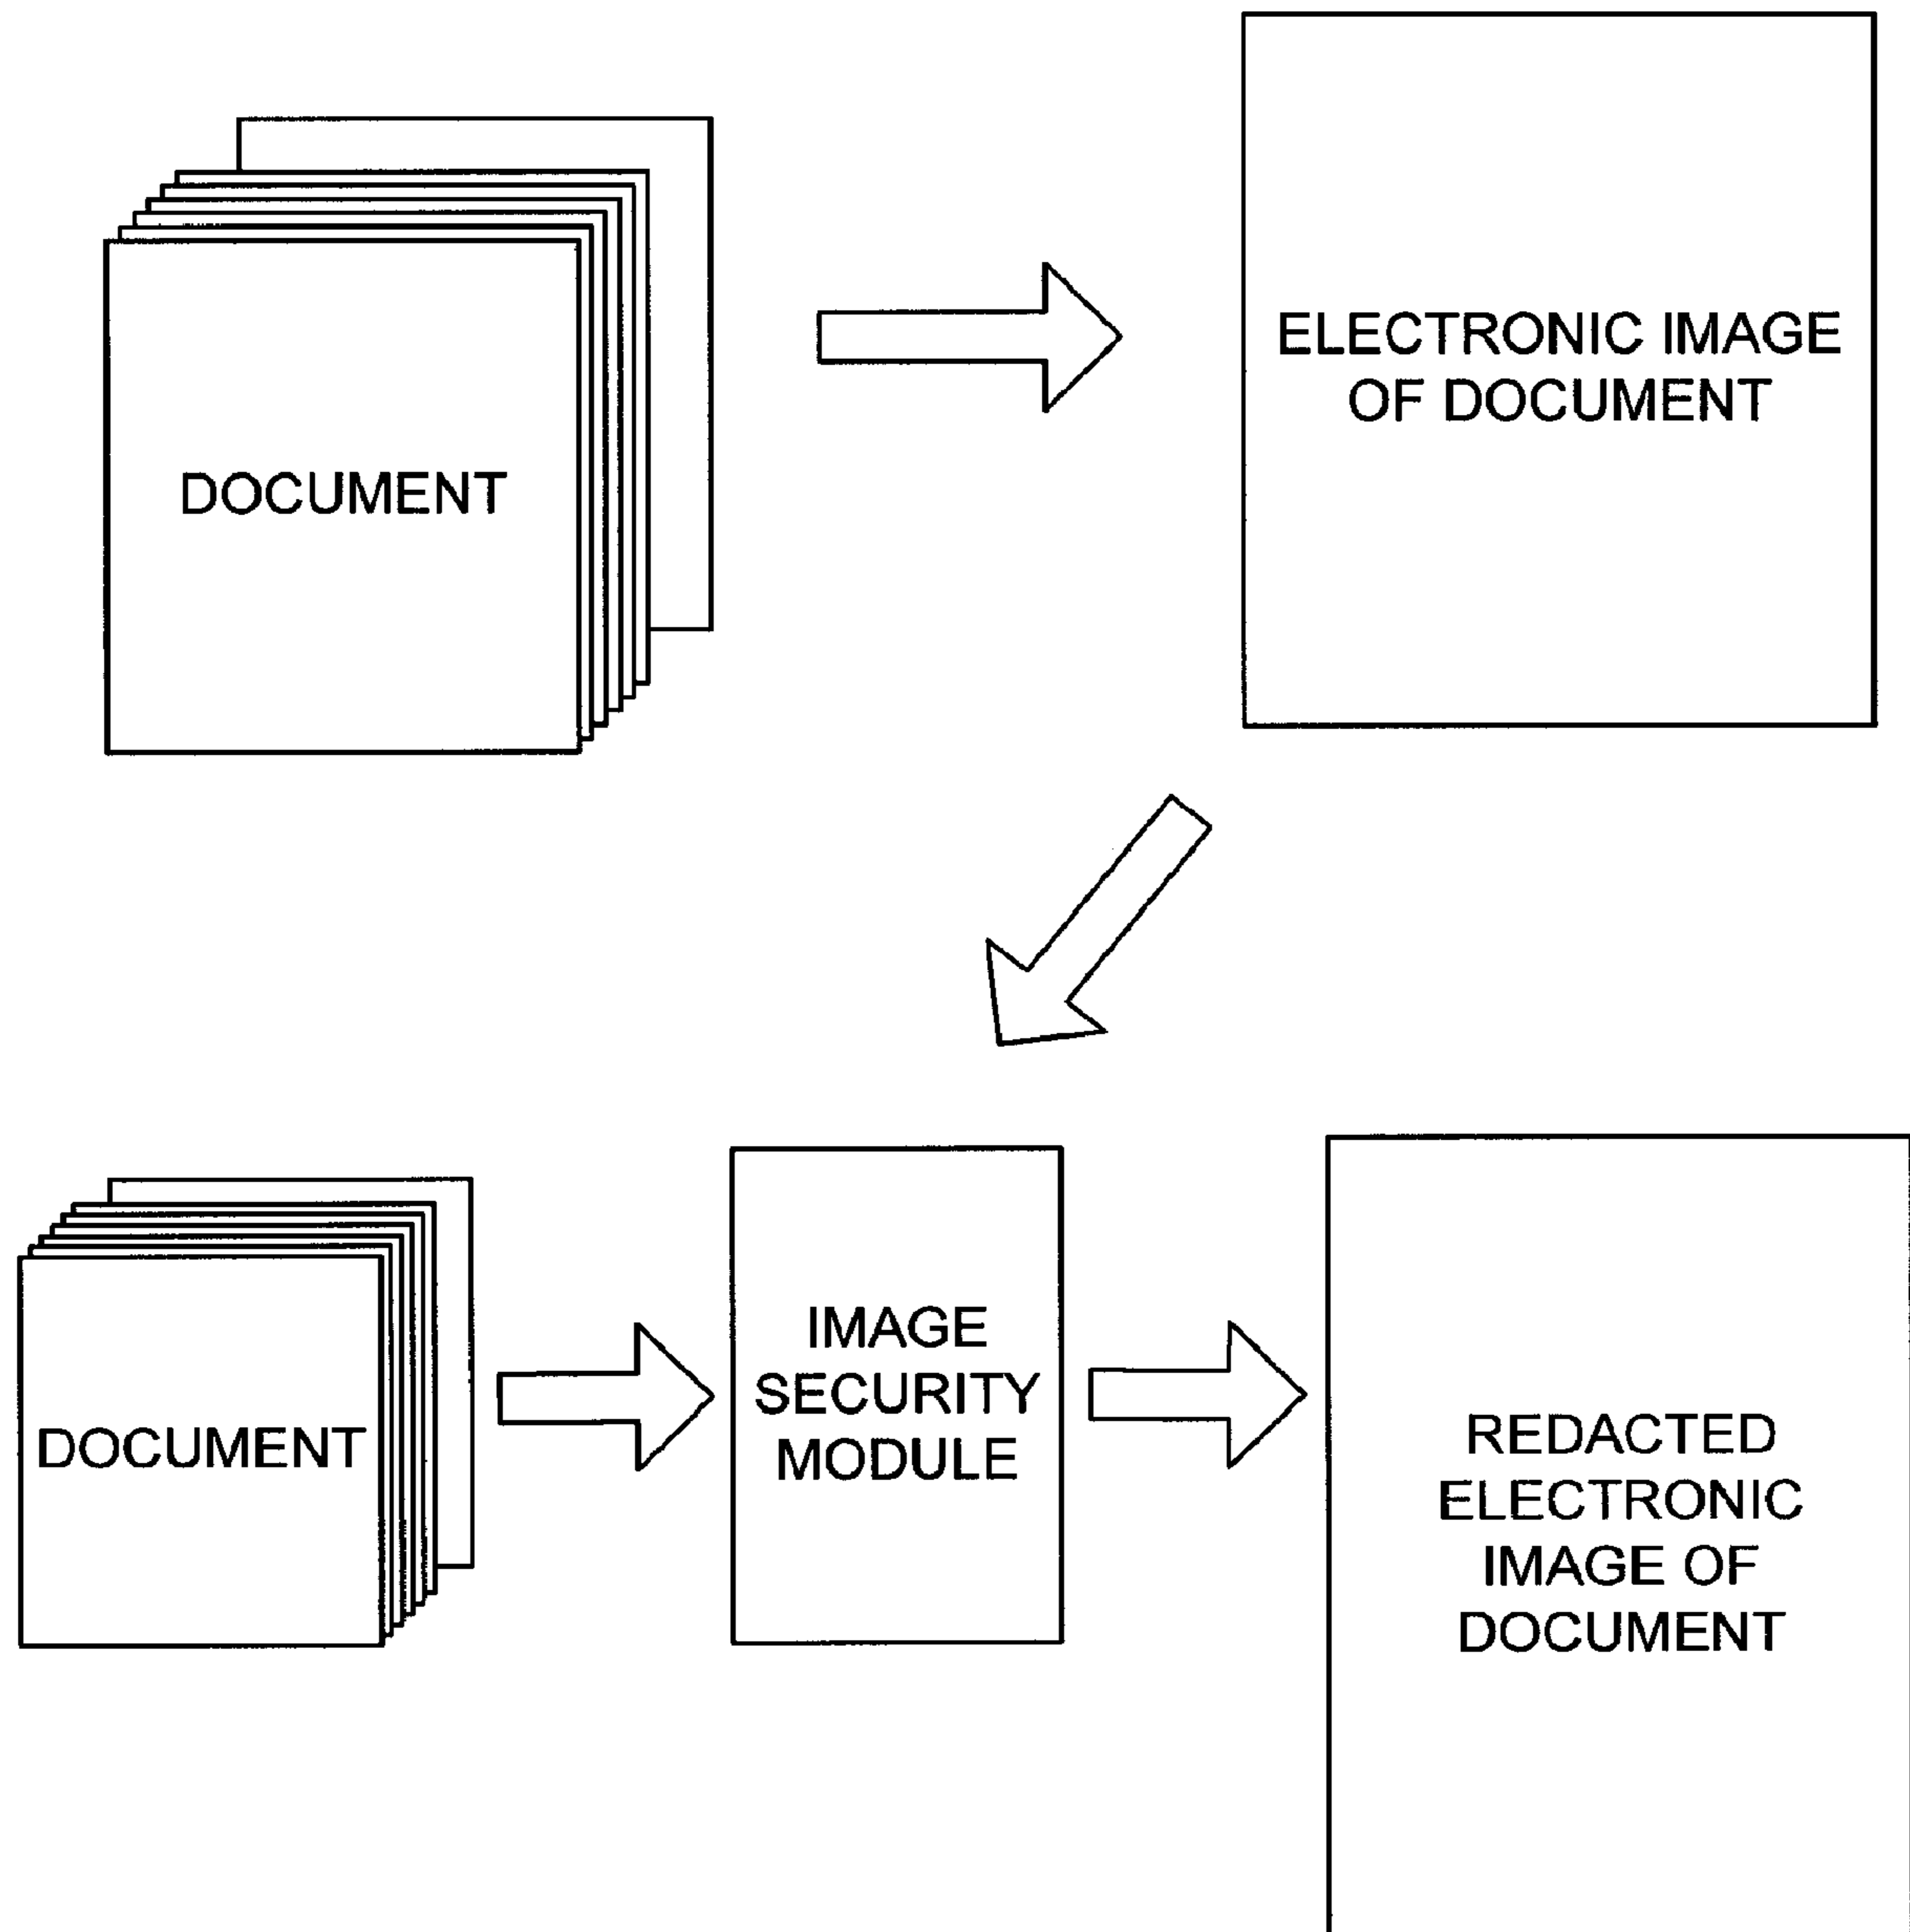 DOCUMENT
ELECTRONIC IMAGE
OF DOCUMENT
DOCUMENT
IMAGE
SECURITY
MODULE
REDACTED
ELECTRONIC
IMAGE OF
DOCUMENT